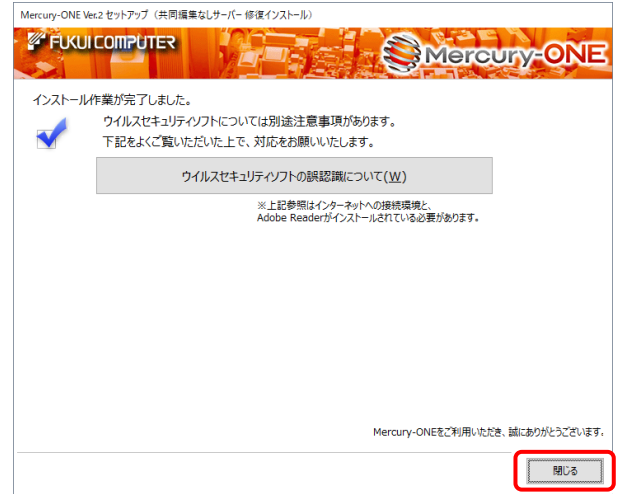 Mercury-ONE Ver.2 セットアップ（共同編集なしサーバー 修復インストール）
FUKUI COMPUTER
Mercury-ONE
インストール作業が完了しました。
ウイルスセキュリティソフトについては別途注意事項があります。
下記をよくご覧いただいた上で、対応をお願いいたします。
ウイルスセキュリティソフトの誤認識について(W)
※上記参照はインターネットへの接続環境と、
Adobe Readerがインストールされている必要があります。
Mercury-ONEをご利用いただき、誠にありがとうございます。
閉じる